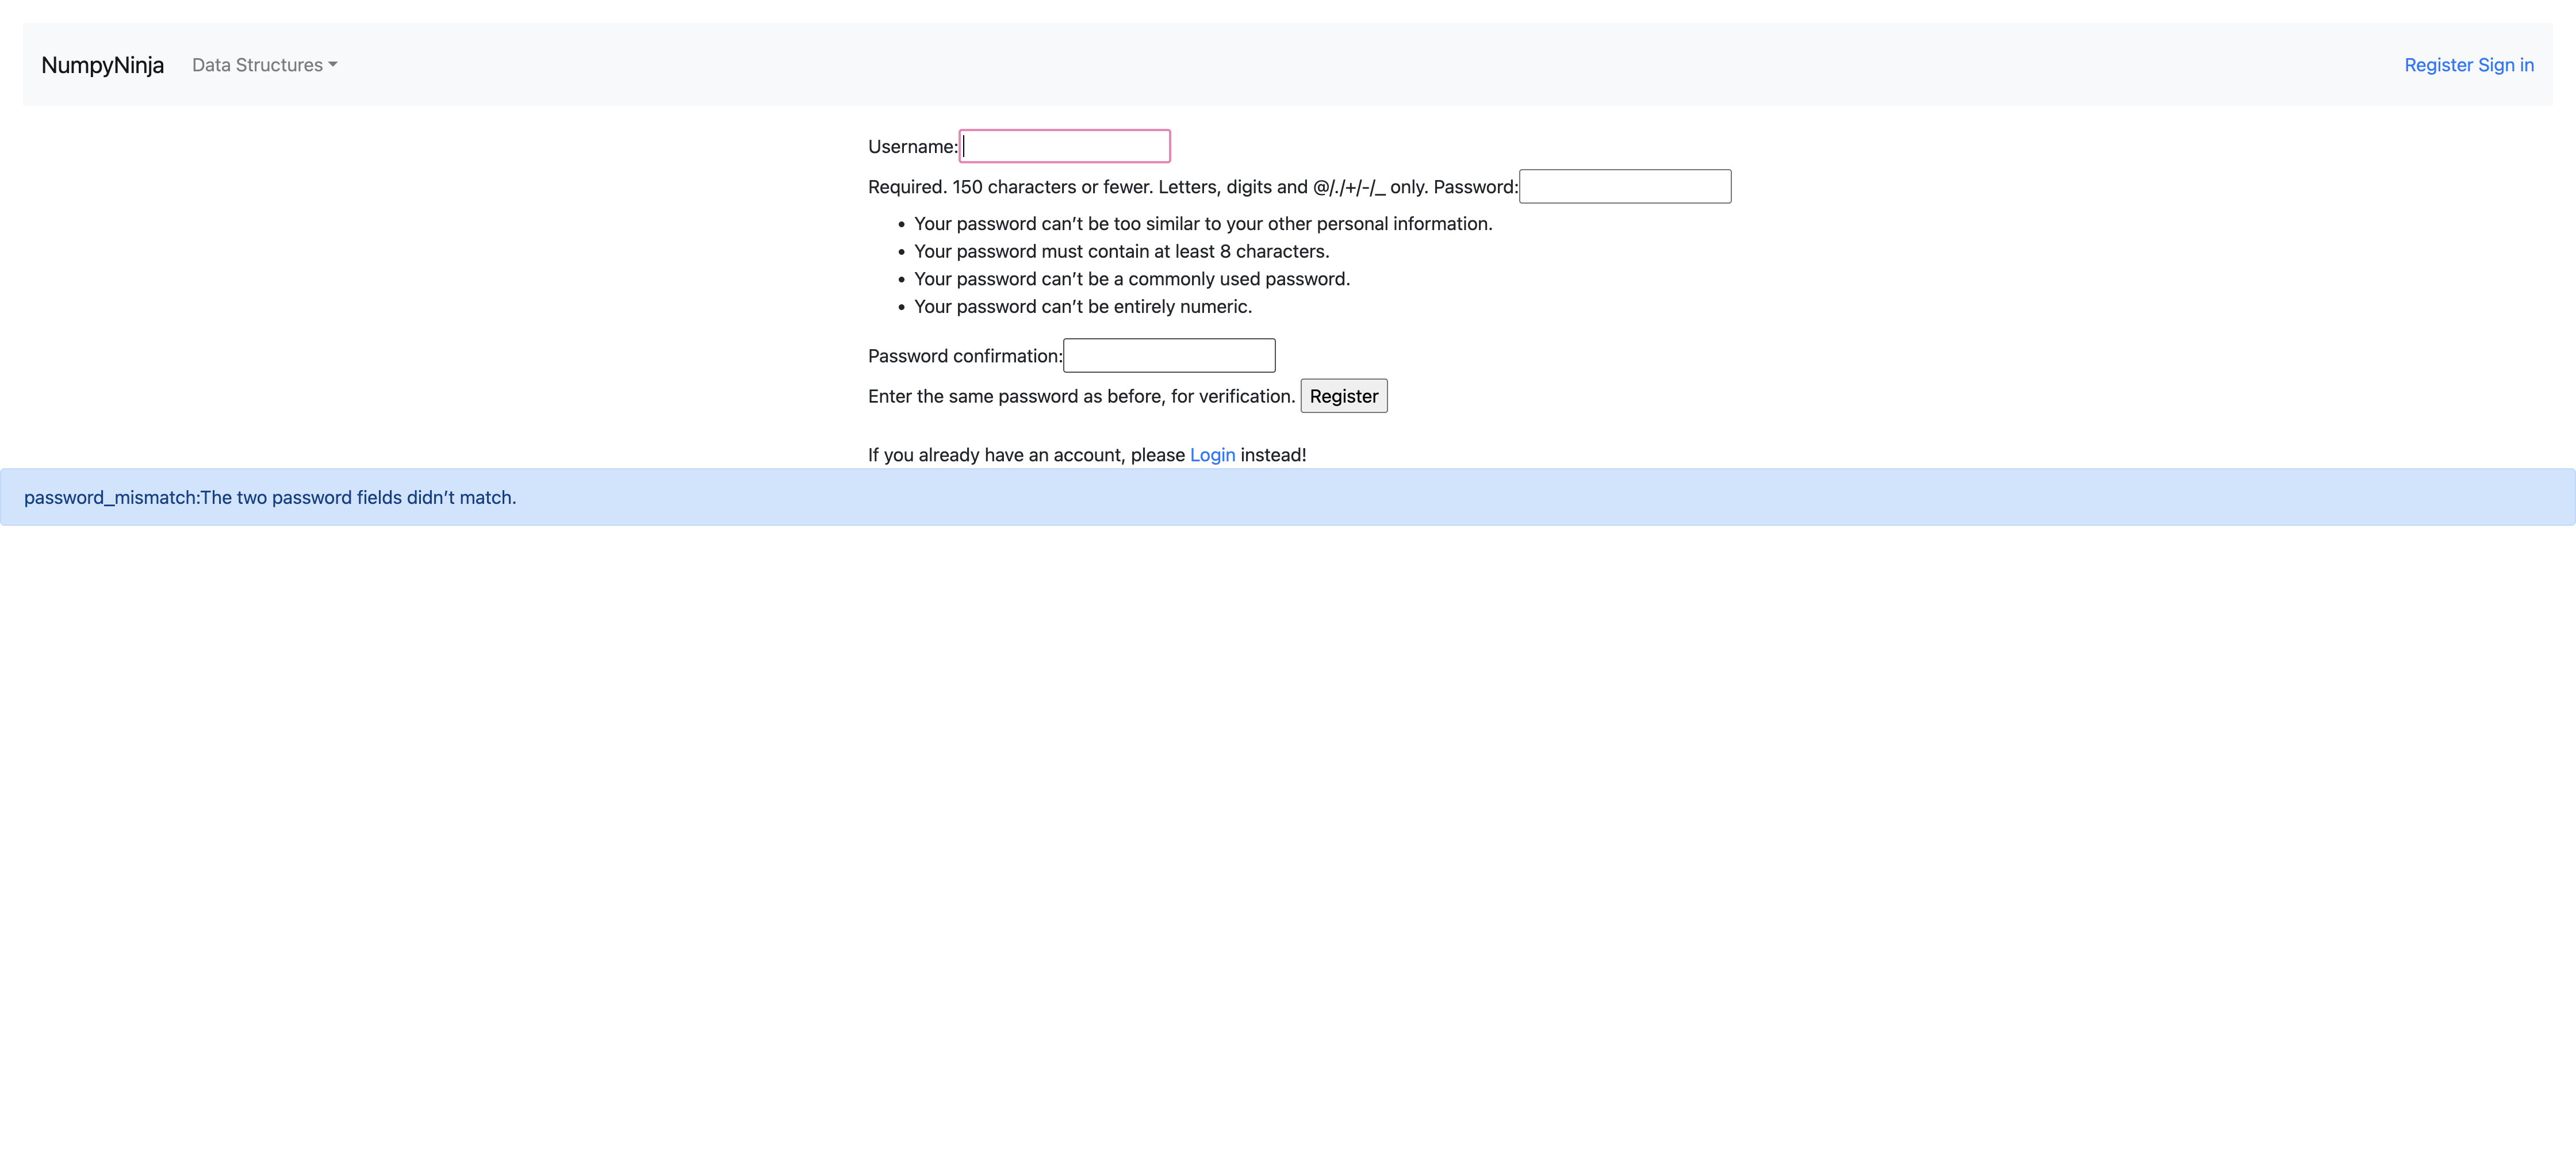 NumpyNinja Data Structures Register Sign in
Username:
Required. 150 characters or fewer. Letters, digits and @/./+/-/_ only. Password:
• Your password can’t be too similar to your other personal information.
• Your password must contain at least 8 characters.
• Your password can’t be a commonly used password.
• Your password can’t be entirely numeric.
Password confirmation:
Enter the same password as before, for verification. Register
If you already have an account, please Login instead!
password_mismatch:The two password fields didn’t match.